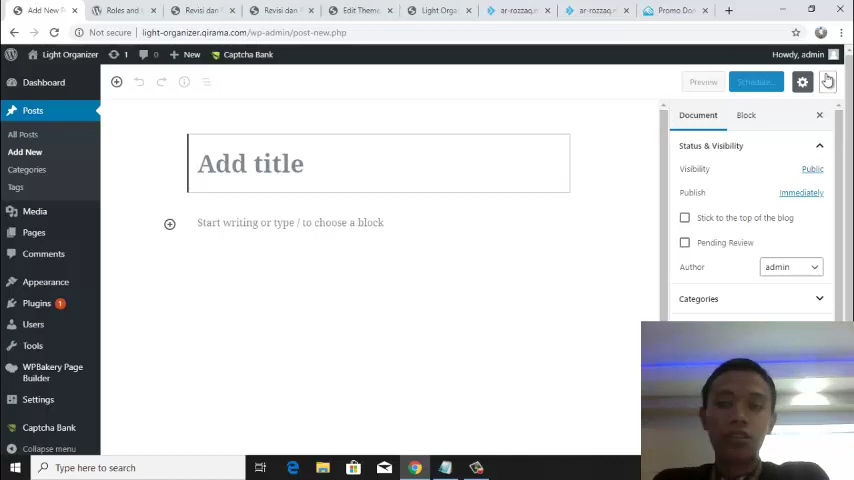 Add New P
Roles and
Revisi dan
Revisi dan
Edit Theme
Light Orga
ar-rozzaq.m
ar-rozzaq.m
Promo Do
Not secure
light-organizer.qirama.com/wp-admin/post-new.php
Light Organizer
1
0
New
Captcha Bank
Howdy, admin
Dashboard
Posts
All Posts
Add New
Categories
Tags
Media
Pages
Comments
Appearance
Plugins 1
Users
Tools
WPBakery Page
Builder
Settings
Captcha Bank
Collapse menu
Preview
Schedule...
Add title
Start writing or type / to choose a block
Document
Block
Status & Visibility
Visibility
Public
Publish
Immediately
Stick to the top of the blog
Pending Review
Author
admin
Categories
Type here to search